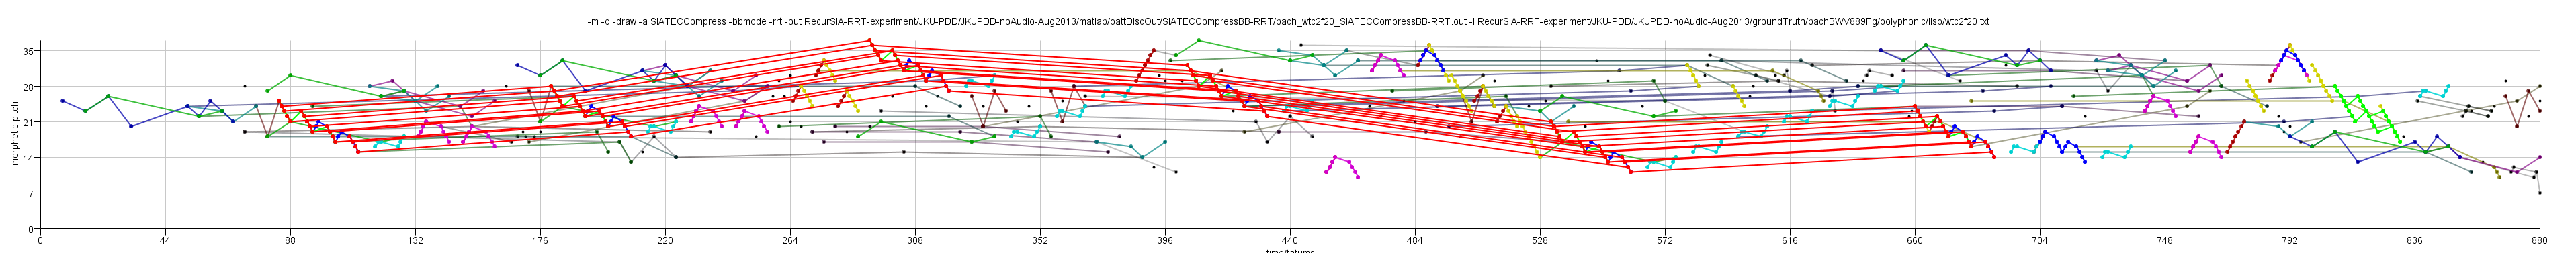 -m -d -draw -a SIATECCompress -bbmode -rrt -out RecurSIA-RRT-experiment/JKU-PDD/JKUPDD-noAudio-Aug2013/matlab/pattDiscOut/SIATECCompressBB-RRT/bach_wtc2f20_SIATECCompressBB-RRT.out -i RecurSIA-RRT-experiment/JKU-PDD/JKUPDD-noAudio-Aug2013/groundTruth/bachBWV889Fg/polyphonic/lisp/wtc2f20.txt
morphetic pitch
35
28
21
14
7
0
0 44 88 132 176 220 264 308 352 396 440 484 528 572 616 660 704 748 792 836 880
time/tatums